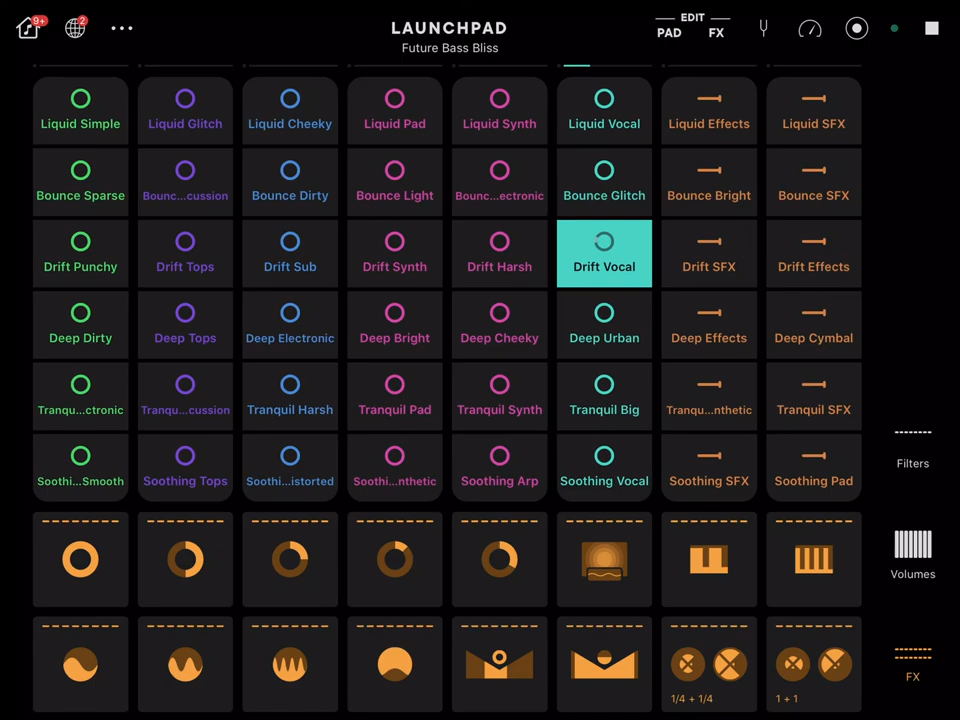 9+
2
LAUNCHPAD
Future Bass Bliss
EDIT
PAD FX
Liquid Simple Liquid Glitch Liquid Cheeky Liquid Pad Liquid Synth Liquid Vocal Liquid Effects Liquid SFX
Bounce Sparse Bounc...cussion Bounce Dirty Bounce Light Bounc...ectronic Bounce Glitch Bounce Bright Bounce SFX
Drift Punchy Drift Tops Drift Sub Drift Synth Drift Harsh Drift Vocal Drift SFX Drift Effects
Deep Dirty Deep Tops Deep Electronic Deep Bright Deep Cheeky Deep Urban Deep Effects Deep Cymbal
Tranqu...ctronic Tranqu...cussion Tranquil Harsh Tranquil Pad Tranquil Synth Tranquil Big Tranqu...nthetic Tranquil SFX
Soothi...Smooth Soothing Tops Soothi...istorted Soothi...nthetic Soothing Arp Soothing Vocal Soothing SFX Soothing Pad
Filters
Volumes
FX
1/4 + 1/4 1 + 1